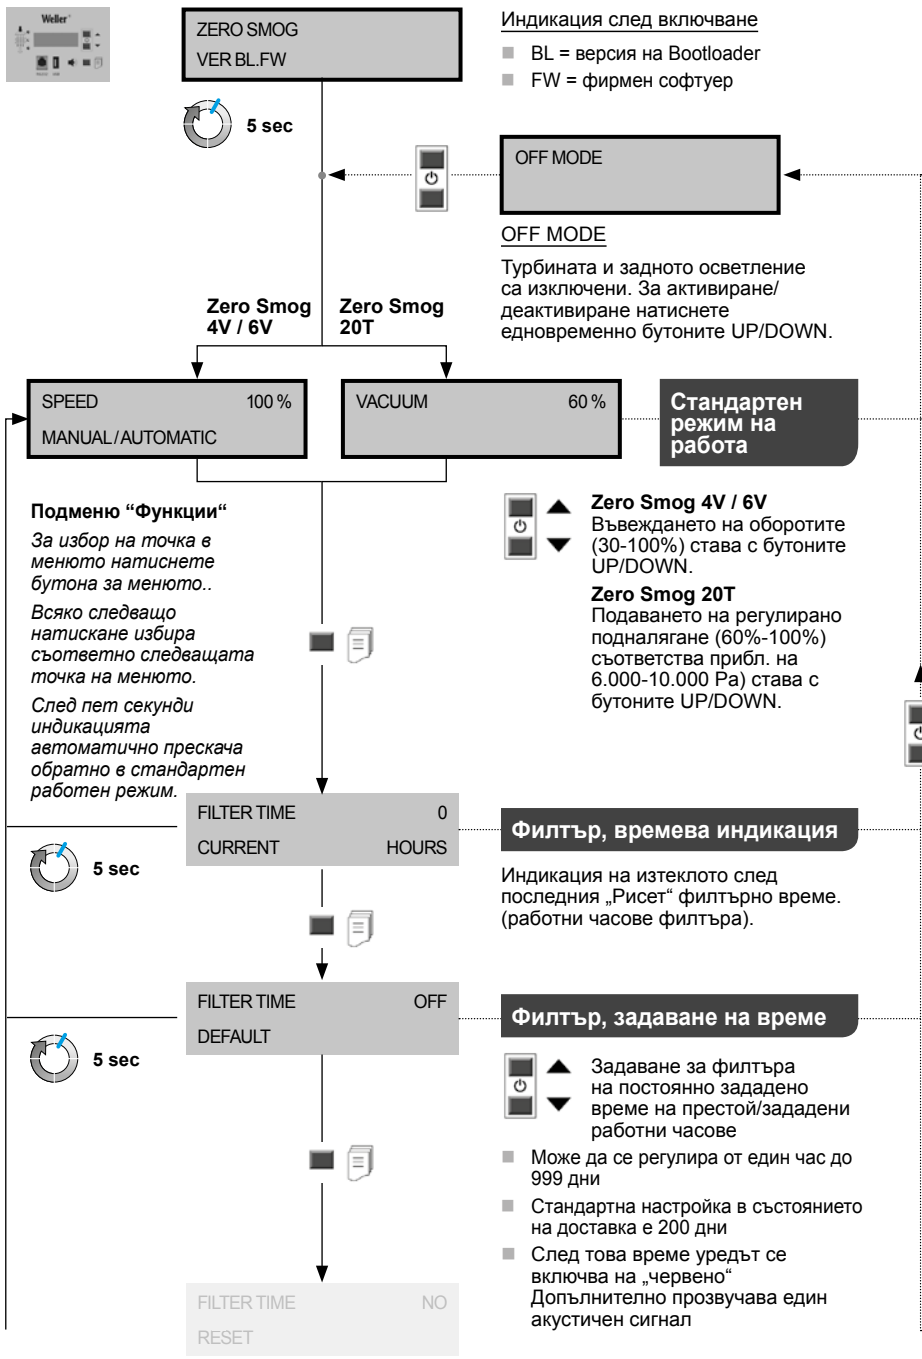 Weller
ZERO SMOG
VER BL.FW
Индикация след включване
BL = версия на Bootloader
FW = фирмен софтуер
5 sec
OFF MODE
OFF MODE
Турбината и задното осветление
са изключени. За активиране/
деактивиране натиснете
едновременно бутоните UP/DOWN.
Zero Smog
4V / 6V
Zero Smog
20T
SPEED 100 %
MANUAL / AUTOMATIC
VACUUM 60 %
Стандартен
режим на
работа
Подменю “Функции“
За избор на точка в
менюто натиснете
бутона за менюто..
Всяко следващо
натискане избира
съответно следващата
точка на менюто.
След пет секунди
индикацията
автоматично прескача
обратно в стандартен
работен режим.
Zero Smog 4V / 6V
Въвеждането на оборотите
(30-100%) става с бутоните
UP/DOWN.
Zero Smog 20T
Подаването на регулирано
подналягане (60%-100%)
съответства прибл. на
6.000-10.000 Pa) става с
бутоните UP/DOWN.
FILTER TIME 0
CURRENT HOURS
5 sec
Филтър, времева индикация
Индикация на изтеклото след
последния „Рисет“ филтърно време.
(работни часове филтъра).
FILTER TIME OFF
DEFAULT
5 sec
Филтър, задаване на време
Задаване за филтъра
на постоянно зададено
време на престой/зададени
работни часове
Може да се регулира от един час до
999 дни
Стандартна настройка в състоянието
на доставка е 200 дни
След това време уредът се
включва на „червено“
Допълнително прозвучава един
акустичен сигнал
FILTER TIME NO
RESET